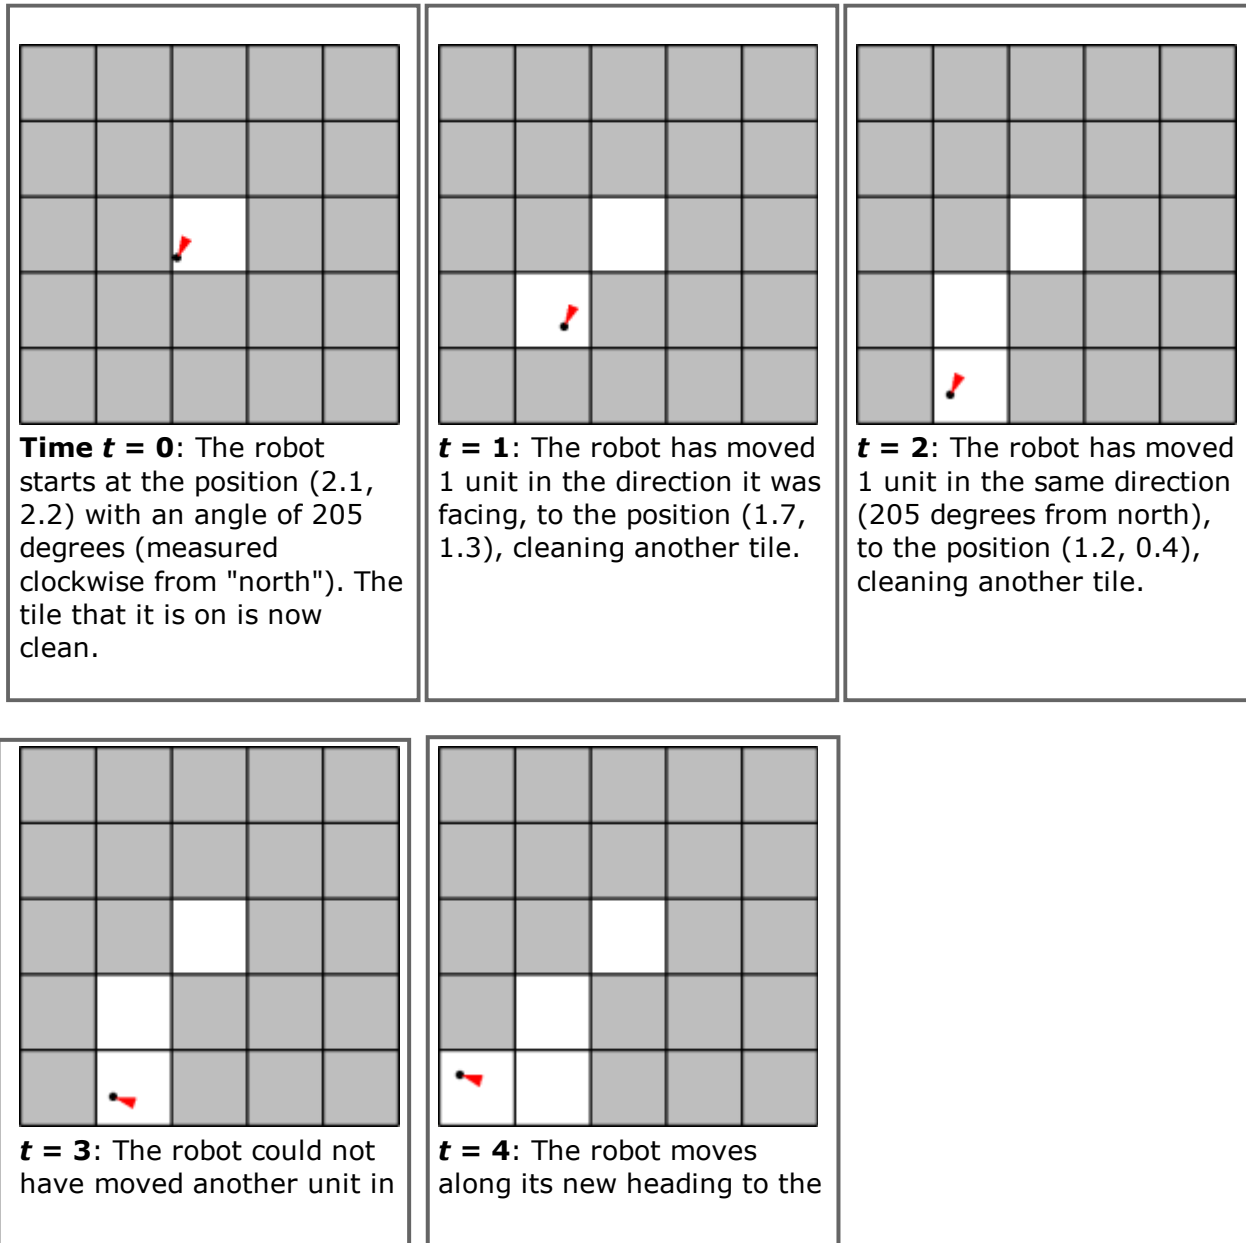 Time t = 0: The robot
starts at the position (2.1,
2.2) with an angle of 205
degrees (measured
clockwise from "north"). The
tile that it is on is now
clean.
t = 1: The robot has moved
1 unit in the direction it was
facing, to the position (1.7,
1.3), cleaning another tile.
t = 2: The robot has moved
1 unit in the same direction
(205 degrees from north),
to the position (1.2, 0.4),
cleaning another tile.
t = 3: The robot could not
have moved another unit in
t = 4: The robot moves
along its new heading to the